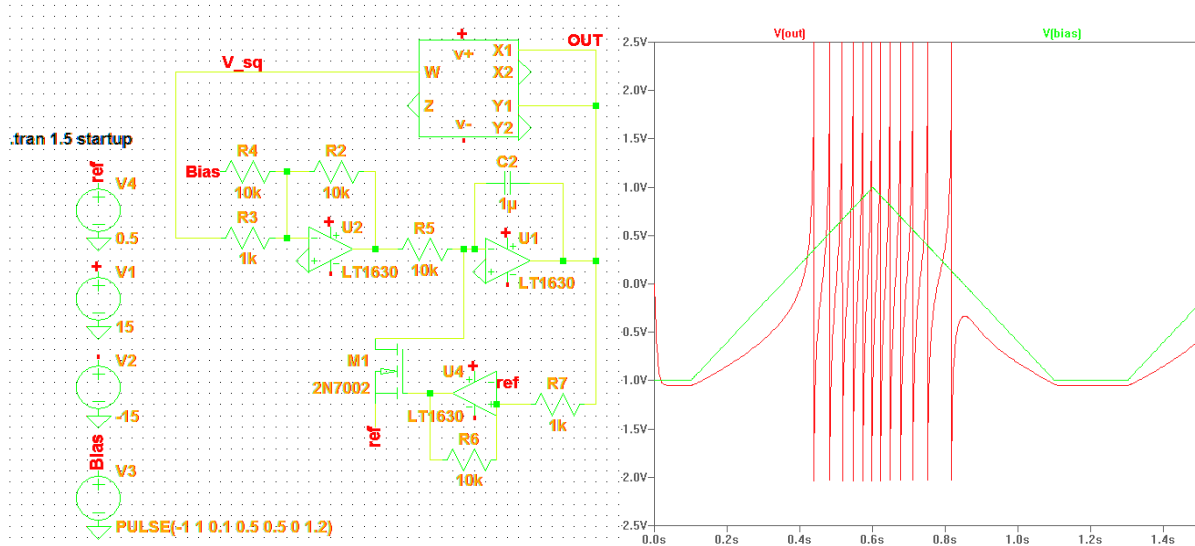 OUT
V+
X1
X2
W
Z
Y1
Y2
V-
V_sq
.tran 1.5 startup
ref
V4
0.5
V1
15
V2
-15
BIas
V3
PULSE(-1 1 0.1 0.5 0.5 0 1.2)
Bias
R4
10k
R2
10k
R3
1k
U2
LT1630
R5
10k
C2
1µ
U1
LT1630
M1
2N7002
ref
U4
LT1630
ref
R7
1k
R6
10k
V(out)
V(bias)
2.5V
2.0V
1.5V
1.0V
0.5V
0.0V
-0.5V
-1.0V
-1.5V
-2.0V
-2.5V
0.0s
0.2s
0.4s
0.6s
0.8s
1.0s
1.2s
1.4s